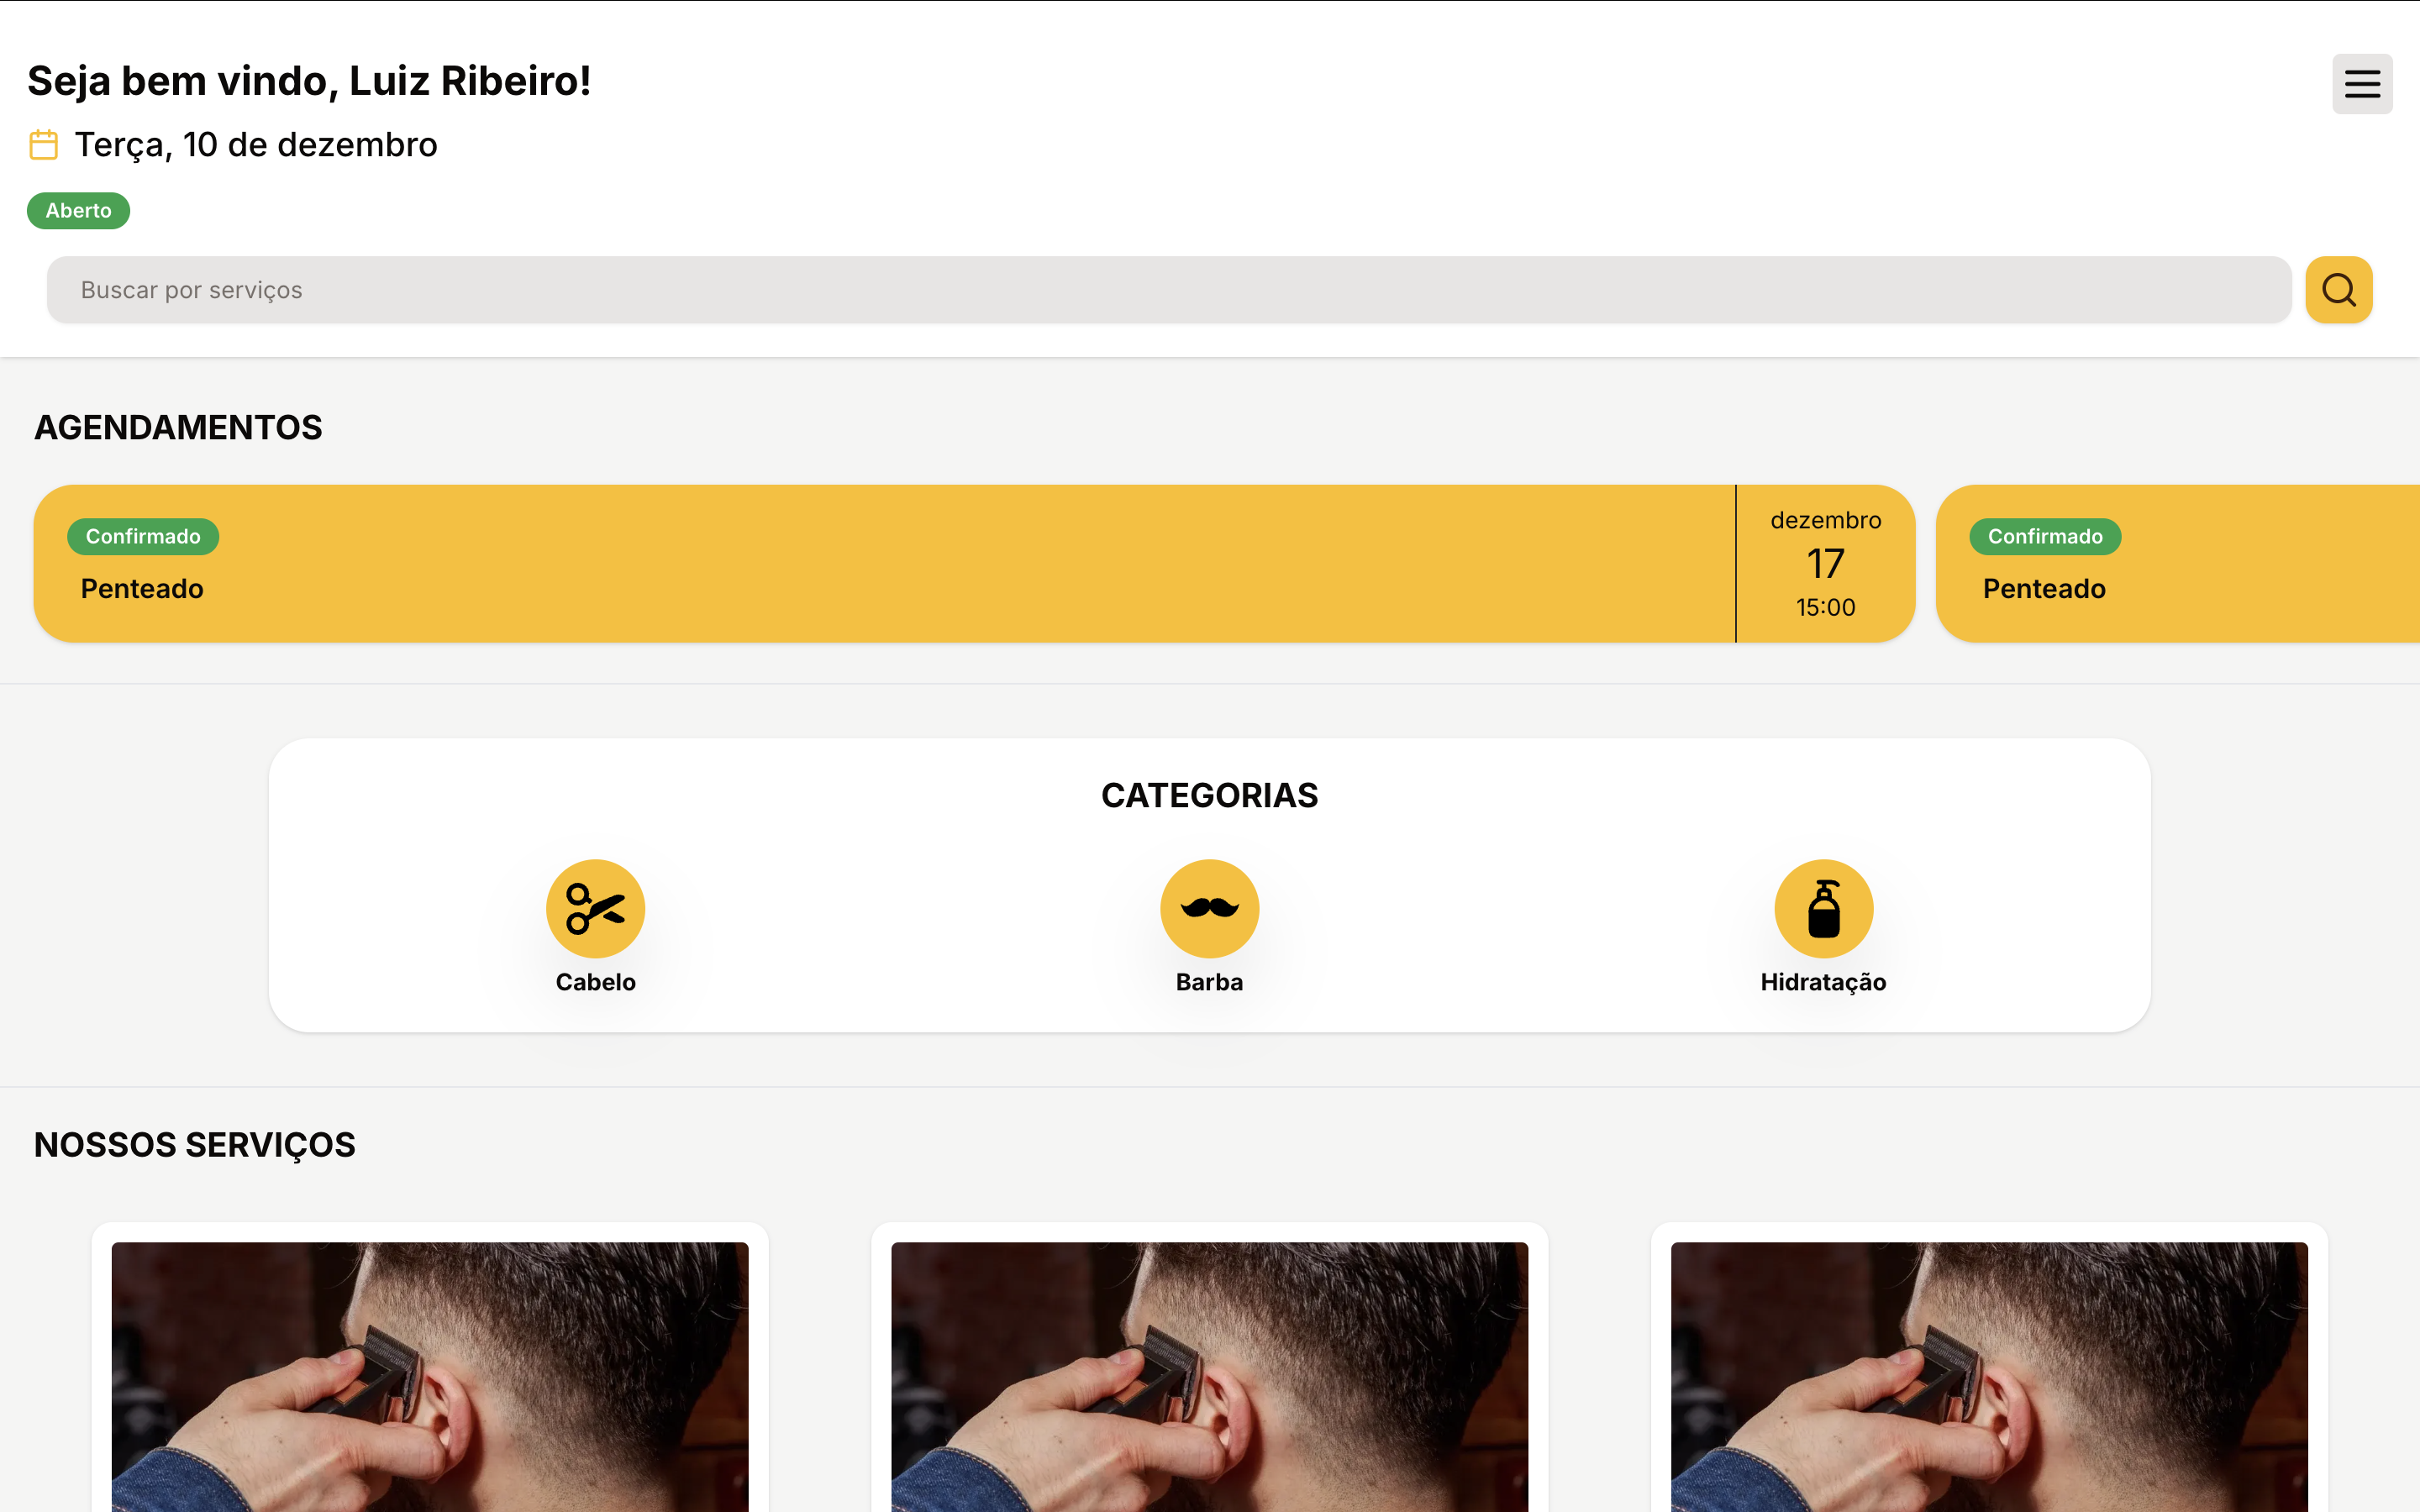 Seja bem vindo, Luiz Ribeiro!
Terça, 10 de dezembro
Aberto
Buscar por serviços
AGENDAMENTOS
Confirmado
Penteado
dezembro
17
15:00
Confirmado
Penteado
CATEGORIAS
Cabelo
Barba
Hidratação
NOSSOS SERVIÇOS